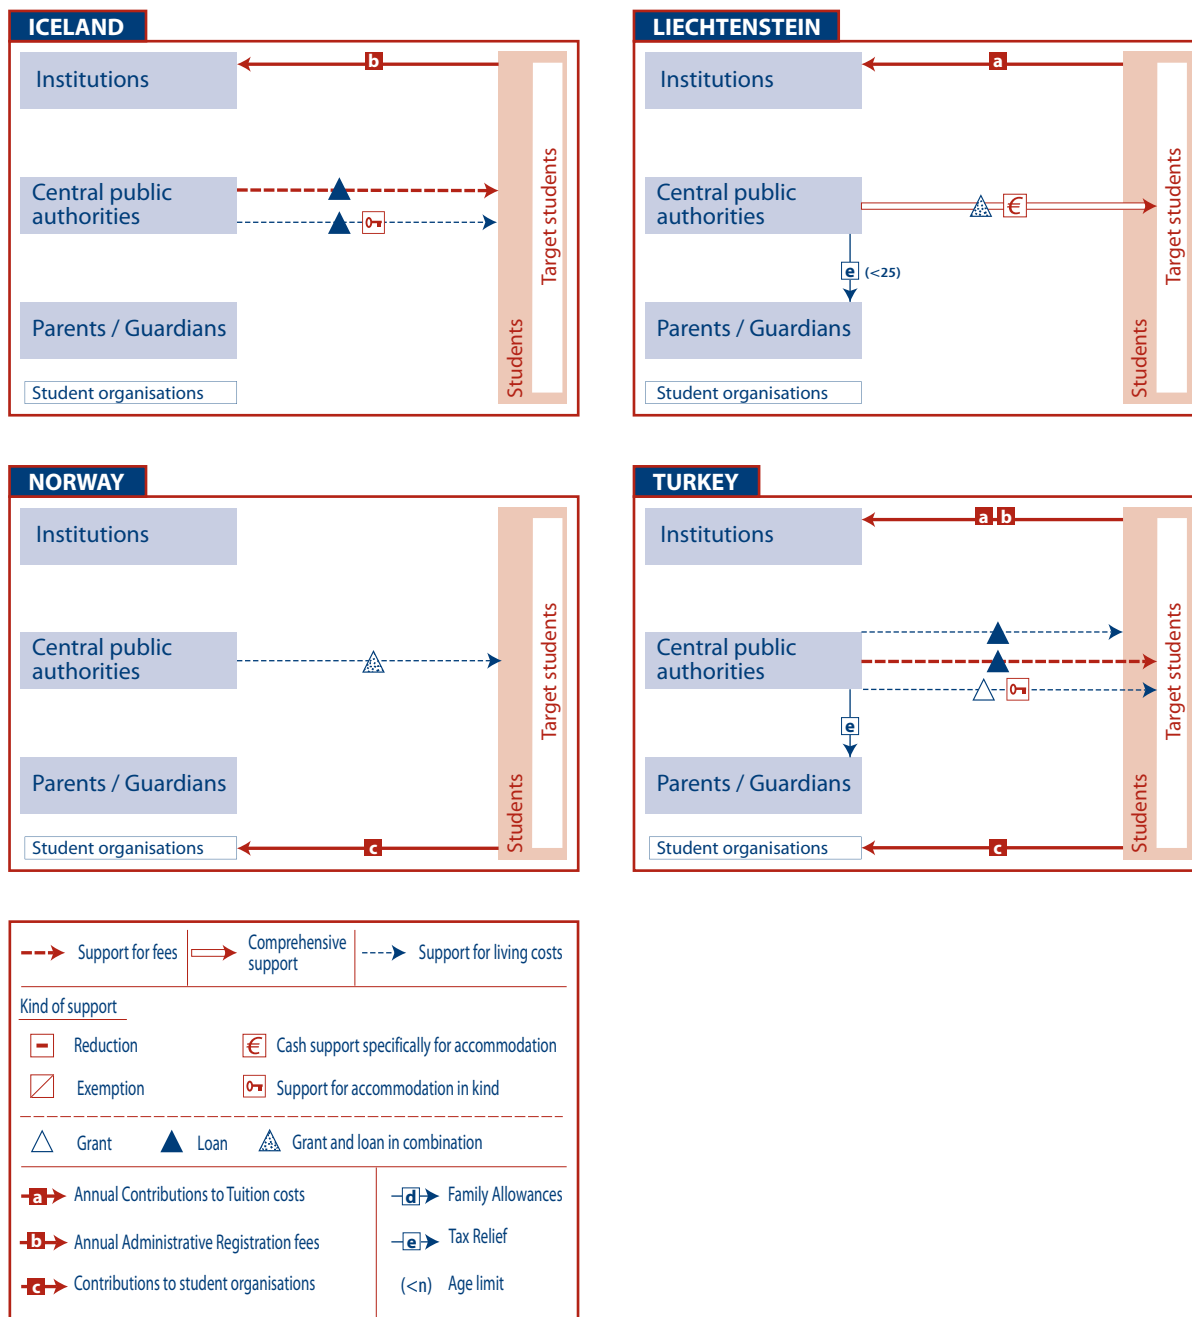 ICELAND
Institutions
b
Central public
authorities
Parents / Guardians
Student organisations
Students
Target students
LIECHTENSTEIN
Institutions
a
Central public
authorities
€
e (<25)
Parents / Guardians
Student organisations
Students
Target students
NORWAY
Institutions
Central public
authorities
Parents / Guardians
Student organisations
c
Students
Target students
TURKEY
Institutions
a b
Central public
authorities
e
Parents / Guardians
Student organisations
c
Students
Target students
Support for fees
Comprehensive
support
Support for living costs
Kind of support
Reduction
€ Cash support specifically for accommodation
Exemption
Support for accommodation in kind
Grant
Loan
Grant and loan in combination
a Annual Contributions to Tuition costs
d Family Allowances
b Annual Administrative Registration fees
e Tax Relief
c Contributions to student organisations
(<n) Age limit